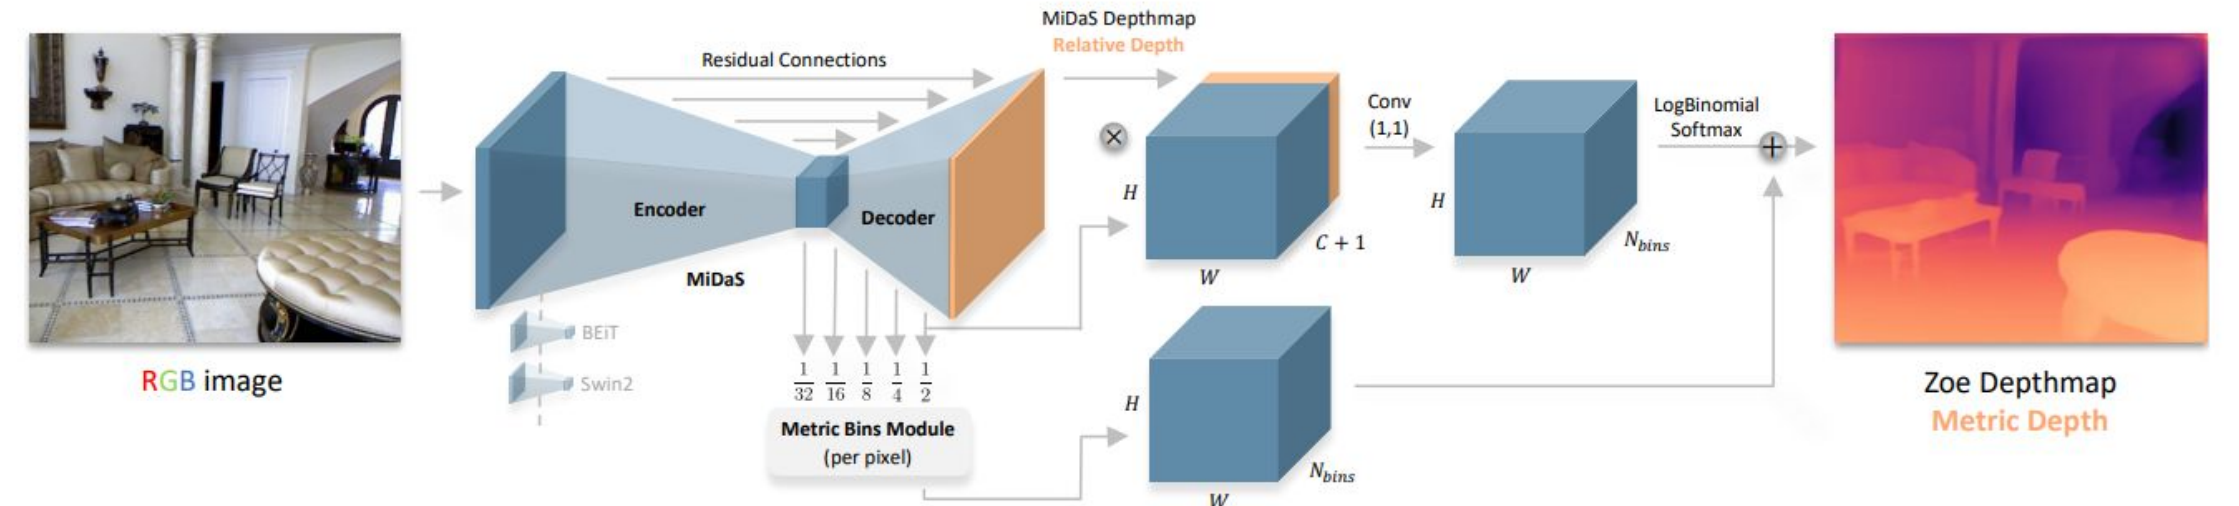 MiDaS Depthmap
Relative Depth
Residual Connections
Encoder
Decoder
MiDaS
BEiT
Swin2
RGB image
1/32 1/16 1/8 1/4 1/2
Metric Bins Module
(per pixel)
×
H
W
C + 1
Conv
(1,1)
H
W
N_bins
LogBinomial
Softmax
+
H
W
N_bins
Zoe Depthmap
Metric Depth